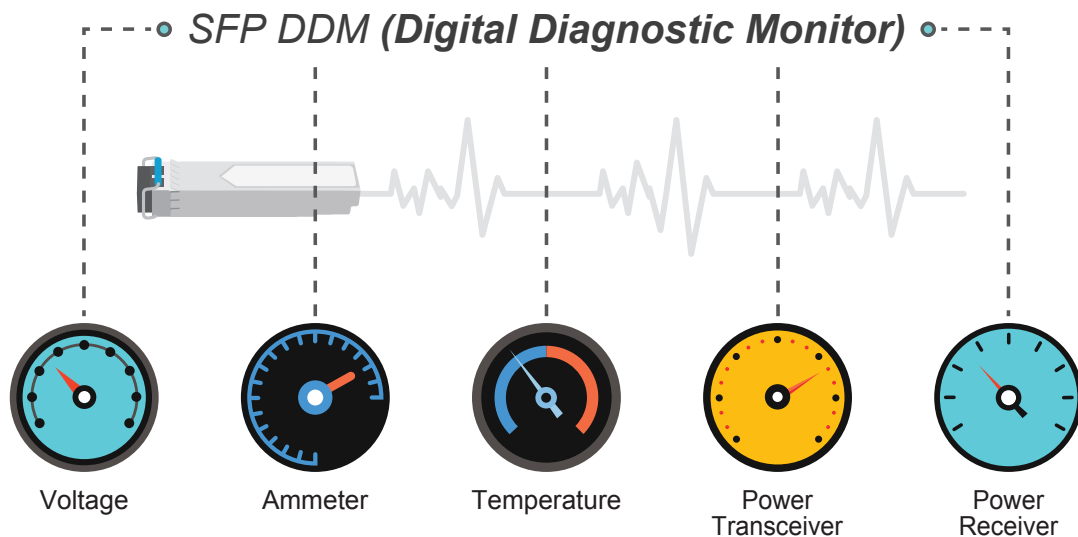 SFP DDM (Digital Diagnostic Monitor)
Voltage
Ammeter
Temperature
Power
Transceiver
Power
Receiver